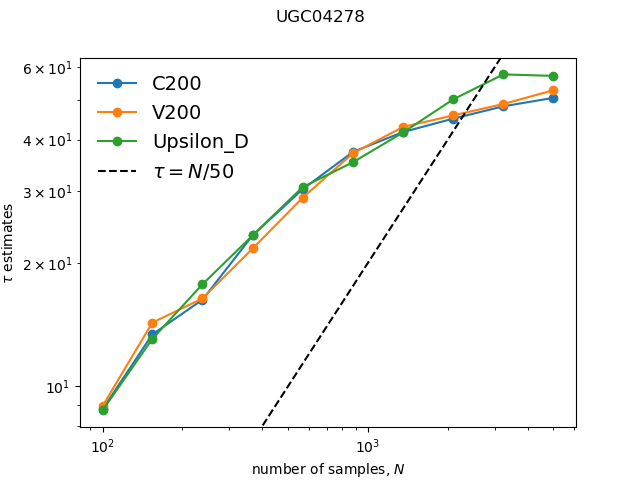 UGC04278
6 × 10¹
4 × 10¹
3 × 10¹
2 × 10¹
10¹
τ estimates
C200
V200
Upsilon_D
τ = N/50
10²
10³
number of samples, N